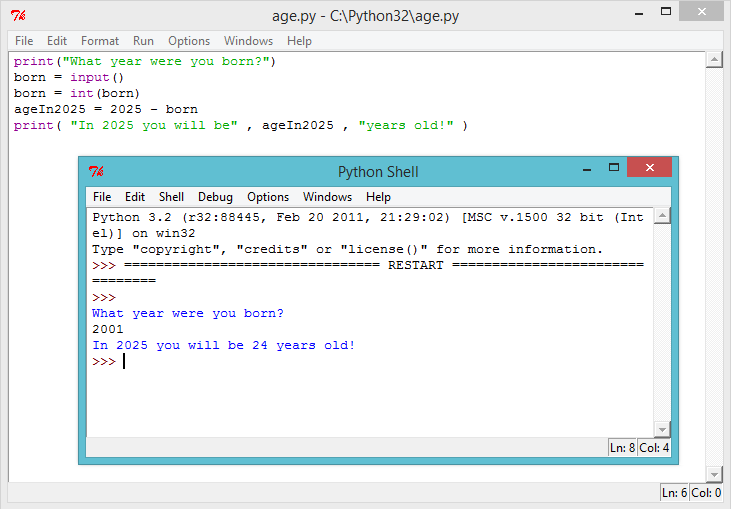 age.py - C:\Python32\age.py
File Edit Format Run Options Windows Help
print("What year were you born?")
born = input()
born = int(born)
ageIn2025 = 2025 - born
print( "In 2025 you will be" , ageIn2025 , "years old!" )
Python Shell
File Edit Shell Debug Options Windows Help
Python 3.2 (r32:88445, Feb 20 2011, 21:29:02) [MSC v.1500 32 bit (Int
el)] on win32
Type "copyright", "credits" or "license()" for more information.
>>> ================================ RESTART ========================
========
>>>
What year were you born?
2001
In 2025 you will be 24 years old!
>>>
Ln: 8 Col: 4
Ln: 6 Col: 0